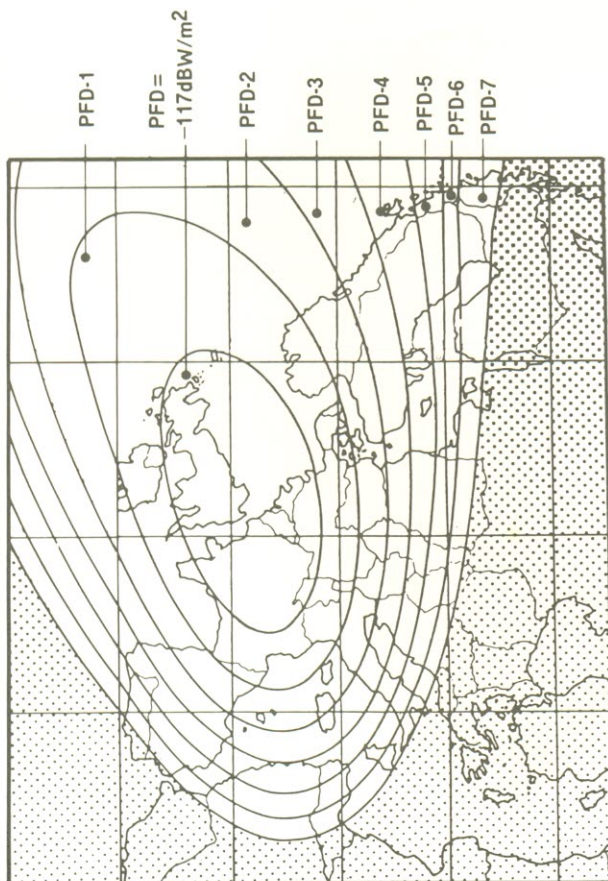 PFD-1
PFD =
–117dBW/m²
PFD-2
PFD-3
PFD-4
PFD-5
PFD-6
PFD-7